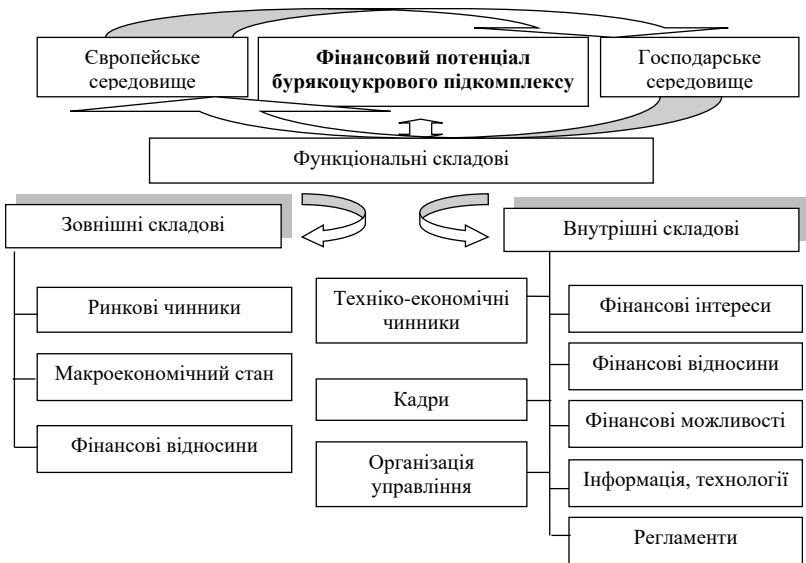 Європейське
середовище
Фінансовий потенціал
бурякоцукрового підкомплексу
Господарське
середовище
Функціональні складові
Зовнішні складові
Внутрішні складові
Ринкові чинники
Макроекономічний стан
Фінансові відносини
Техніко-економічні
чинники
Кадри
Організація
управління
Фінансові інтереси
Фінансові відносини
Фінансові можливості
Інформація, технології
Регламенти